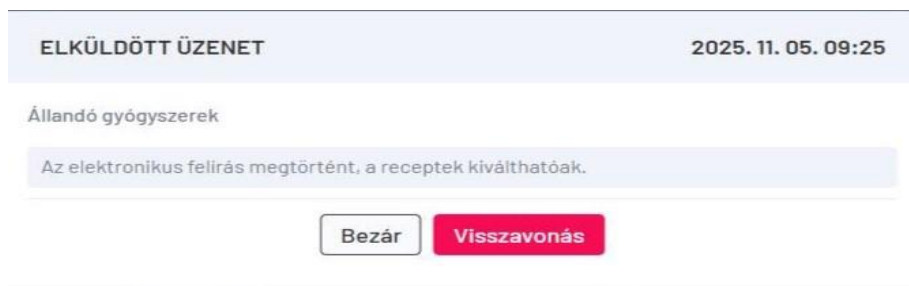 ELKÜLDÖTT ÜZENET 2025. 11. 05. 09:25
Állandó gyógyszerek
Az elektronikus felírás megtörtént, a receptek kiválthatóak.
Bezár Visszavonás